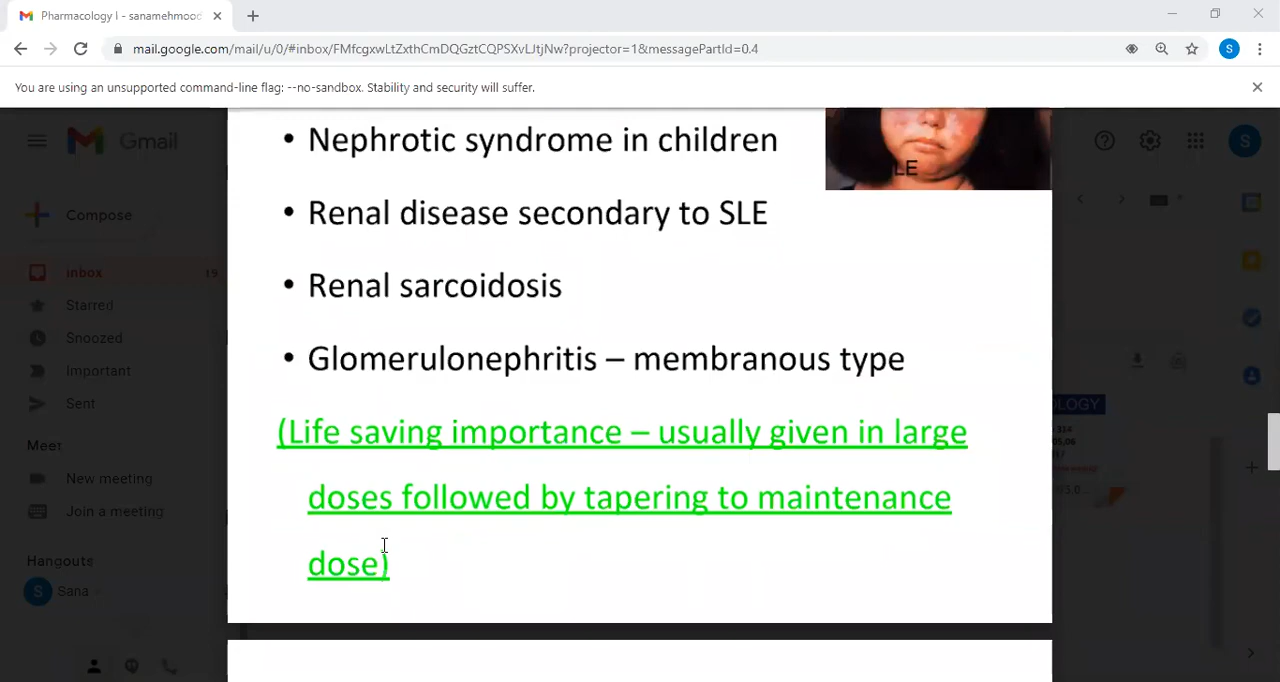 Pharmacology I - sanamehmood
mail.google.com/mail/u/0/#inbox/FMfcgxwLtZxthCmDQGztCQPSXvLJtjNw?projector=1&messagePartId=0.4
S
You are using an unsupported command-line flag: --no-sandbox. Stability and security will suffer.
Gmail
S
Compose
Inbox 19
Starred
Snoozed
Important
Sent
Meet
New meeting
Join a meeting
Hangouts
S Sana
• Nephrotic syndrome in children
LE
• Renal disease secondary to SLE
• Renal sarcoidosis
• Glomerulonephritis – membranous type
(Life saving importance – usually given in large
doses followed by tapering to maintenance
dose)
OLOGY